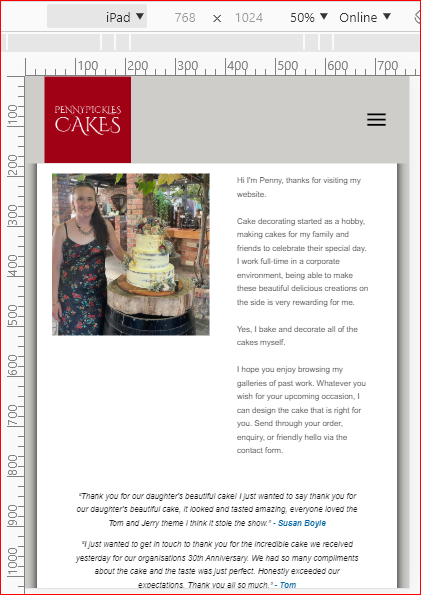 iPad ▼ 768 × 1024 50% ▼ Online ▼
100 200 300 400 500 600 700
100
200
300
400
500
600
700
800
900
1000
PENNYPICKLES
CAKES
Hi I'm Penny, thanks for visiting my
website.
Cake decorating started as a hobby,
making cakes for my family and
friends to celebrate their special day.
I work full-time in a corporate
environment, being able to make
these beautiful delicious creations on
the side is very rewarding for me.
Yes, I bake and decorate all of the
cakes myself.
I hope you enjoy browsing my
galleries of past work. Whatever you
wish for your upcoming occasion, I
can design the cake that is right for
you. Send through your order,
enquiry, or friendly hello via the
contact form.
"Thank you for our daughter's beautiful cake! I just wanted to say thank you for
our daughter's beautiful cake, it looked and tasted amazing, everyone loved the
Tom and Jerry theme I think it stole the show." - Susan Boyle
"I just wanted to get in touch to thank you for the incredible cake we received
yesterday for our organisations 30th Anniversary. We had so many compliments
about the cake and the taste was just perfect. Honestly exceeded our
expectations. Thank you all so much." - Tom